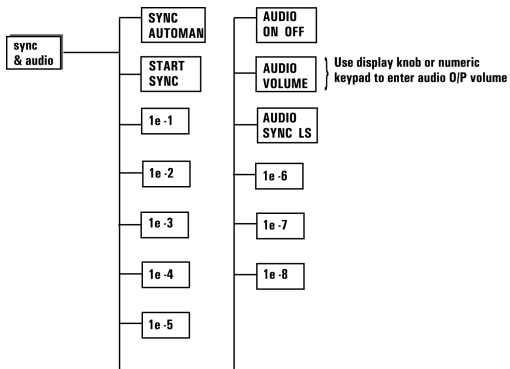 sync
& audio
SYNC
AUTOMAN
START
SYNC
1e -1
1e -2
1e -3
1e -4
1e -5
AUDIO
ON OFF
AUDIO
VOLUME
Use display knob or numeric
keypad to enter audio O/P volume
AUDIO
SYNC LS
1e -6
1e -7
1e -8